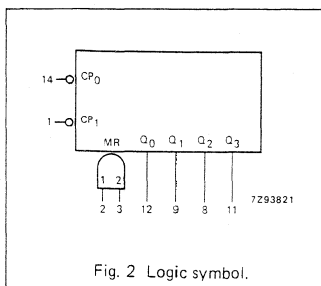 14 CP0
1 CP1
MR Q0 Q1 Q2 Q3
1 2
2 3 12 9 8 11
7Z93821
Fig. 2 Logic symbol.